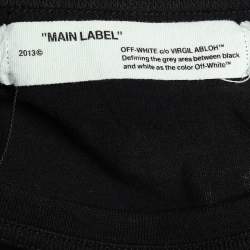 "MAIN LABEL"
2013© OFF-WHITE c/o VIRGIL ABLOH™
Defining the grey area between black
and white as the color Off-White™